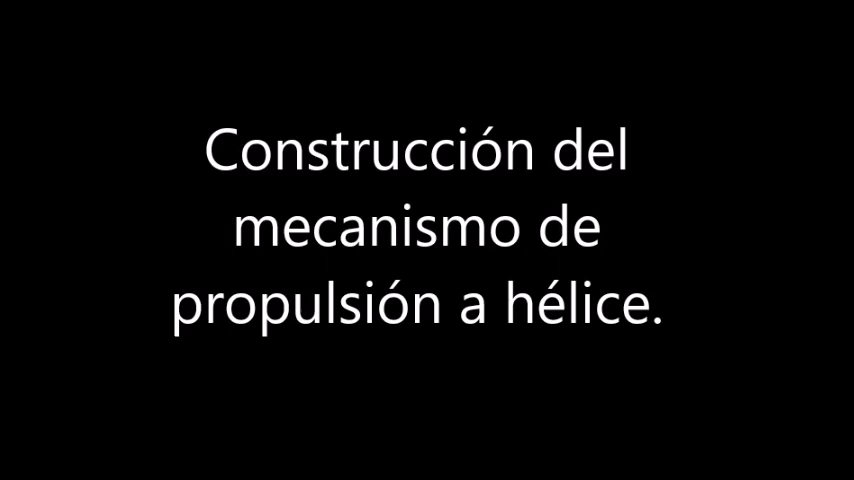 Construcción del
mecanismo de
propulsión a hélice.